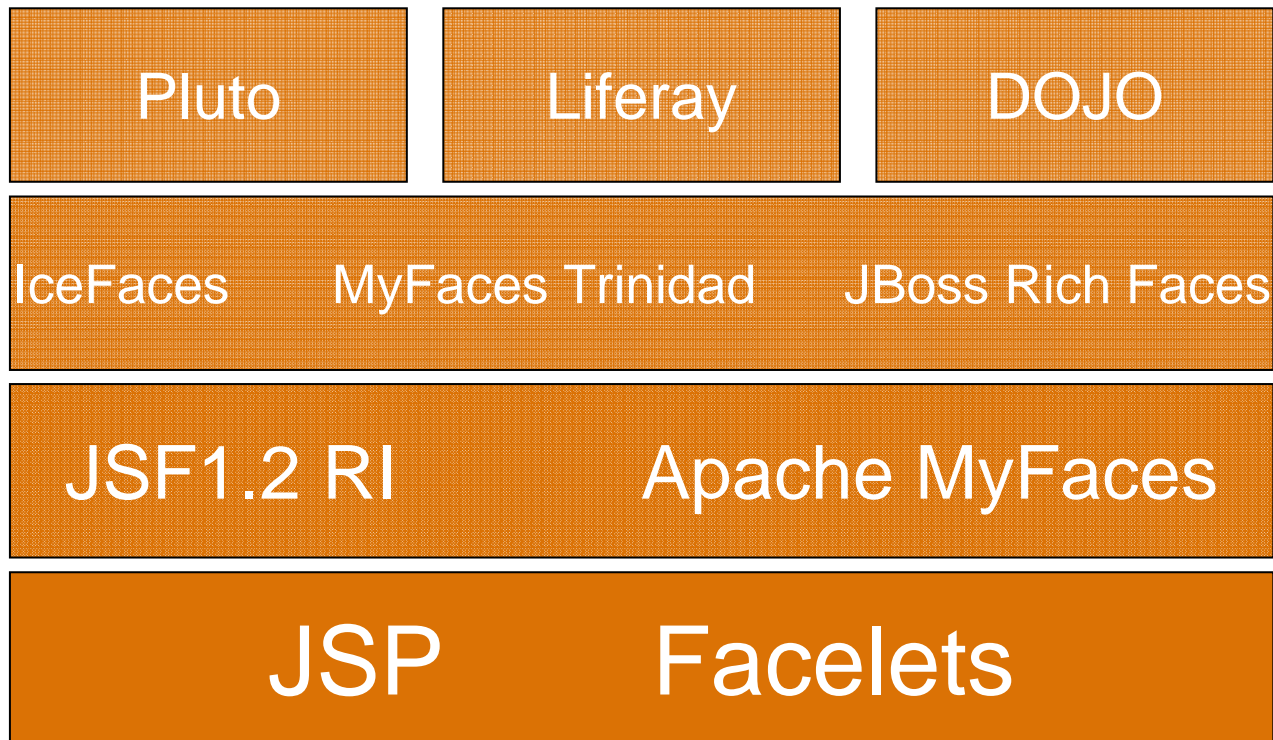 Pluto Liferay DOJO
IceFaces MyFaces Trinidad JBoss Rich Faces
JSF1.2 RI Apache MyFaces
JSP Facelets